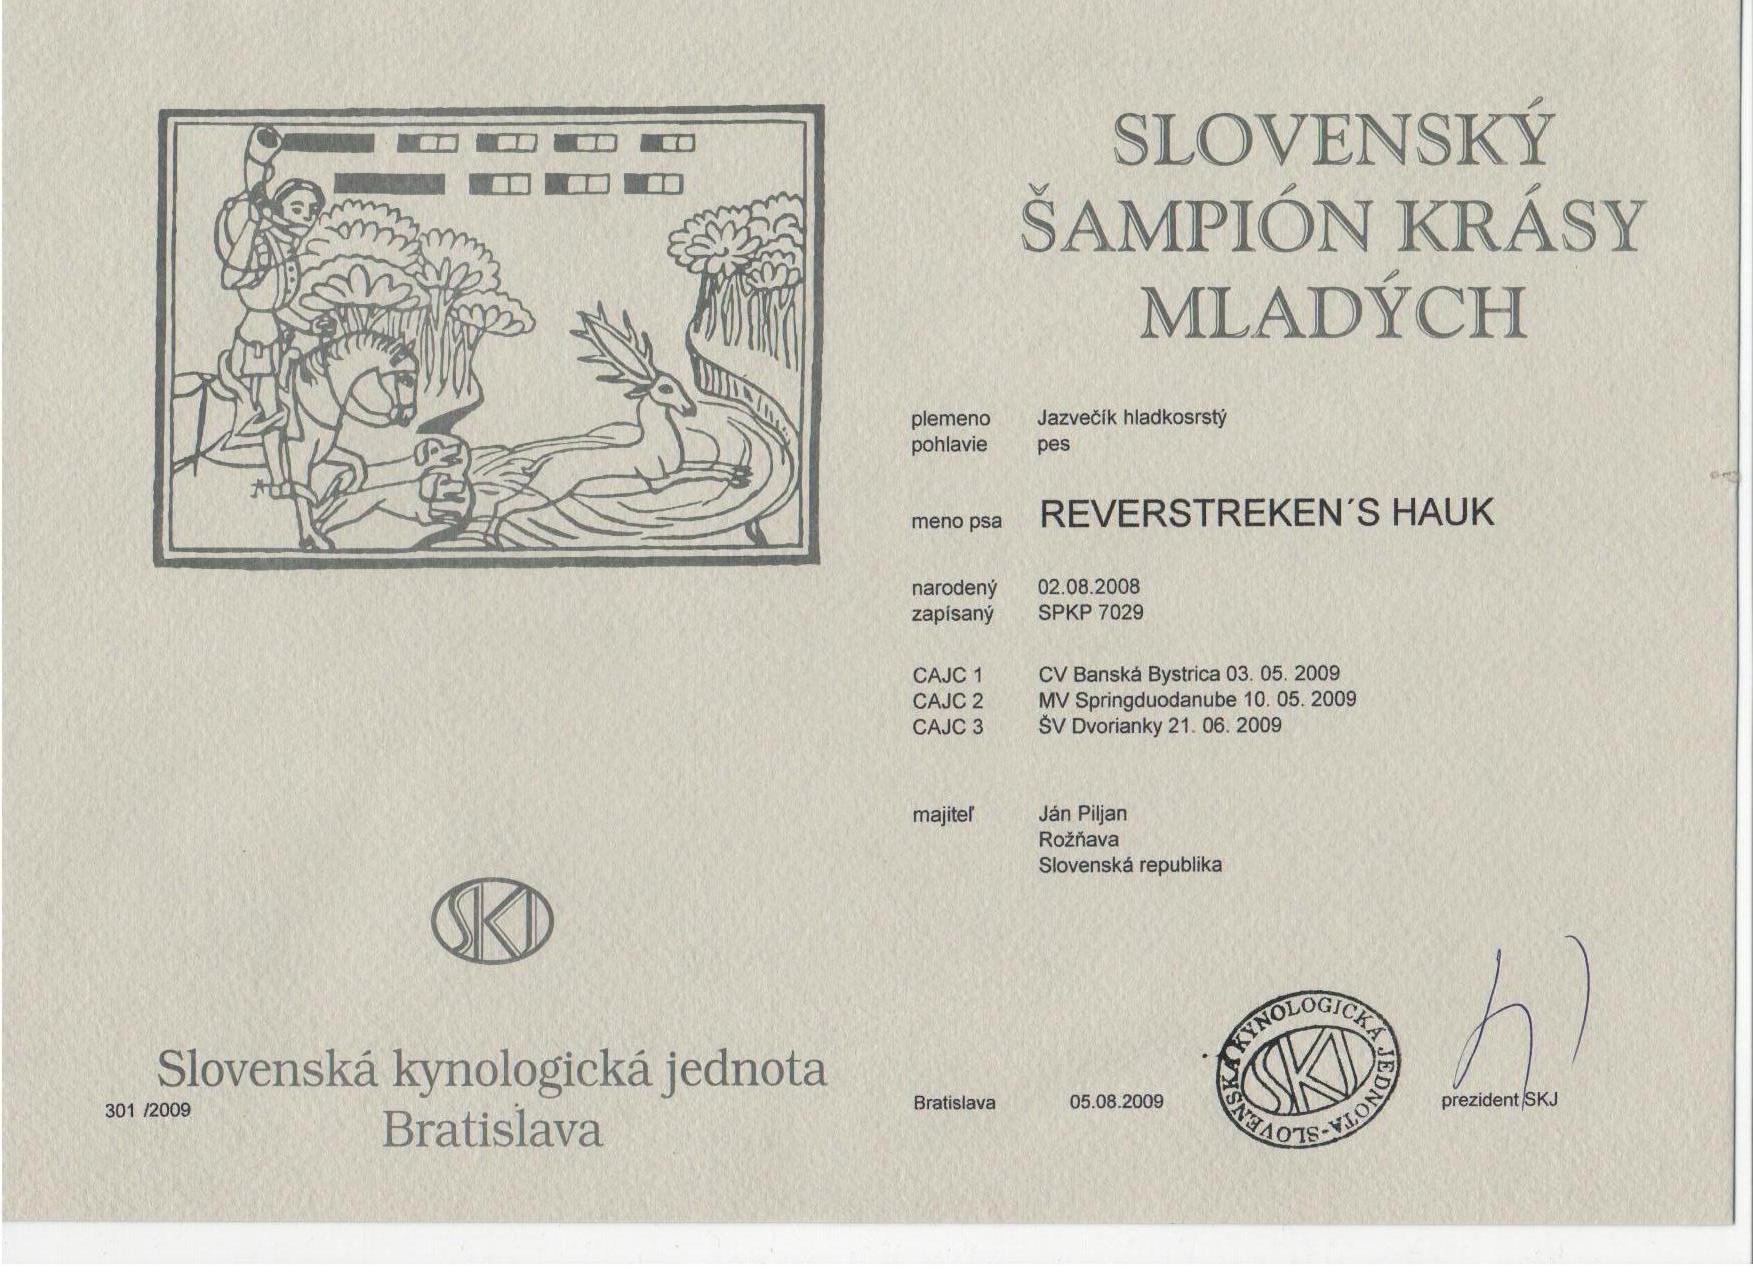 SLOVENSKÝ
ŠAMPIÓN KRÁSY
MLADÝCH
plemeno Jazvečík hladkosrstý
pohlavie pes
meno psa REVERSTREKEN´S HAUK
narodený 02.08.2008
zapísaný SPKP 7029
CAJC 1 CV Banská Bystrica 03. 05. 2009
CAJC 2 MV Springduodanube 10. 05. 2009
CAJC 3 ŠV Dvorianky 21. 06. 2009
majiteľ Ján Piljan
Rožňava
Slovenská republika
SKJ
Slovenská kynologická jednota
301 /2009
Bratislava
Bratislava 05.08.2009
SLOVENSKÁ KYNOLOGICKÁ JEDNOTA
SKJ
prezident SKJ